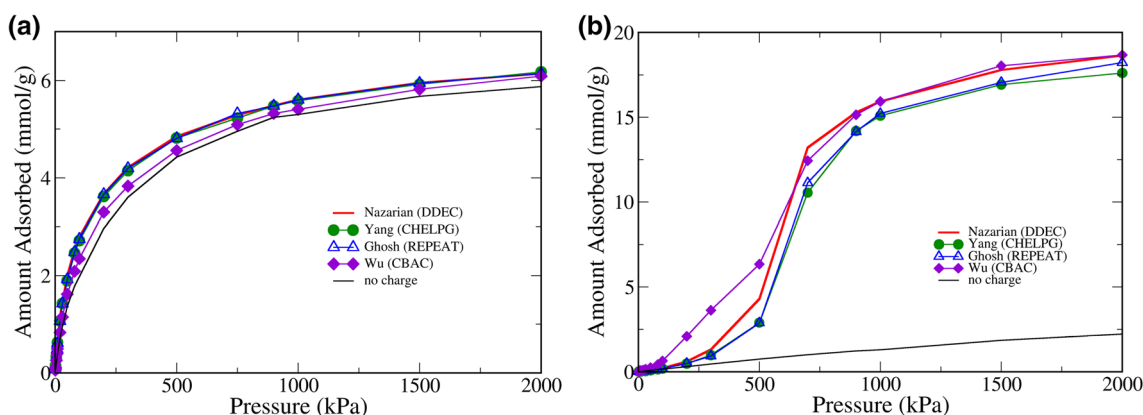 (a)
6
4
2
0
Amount Adsorbed (mmol/g)
Nazarian (DDEC)
Yang (CHELPG)
Ghosh (REPEAT)
Wu (CBAC)
no charge
0 500 1000 1500 2000
Pressure (kPa)
(b)
20
15
10
5
0
Amount Adsorbed (mmol/g)
Nazarian (DDEC)
Yang (CHELPG)
Ghosh (REPEAT)
Wu (CBAC)
no charge
0 500 1000 1500 2000
Pressure (kPa)